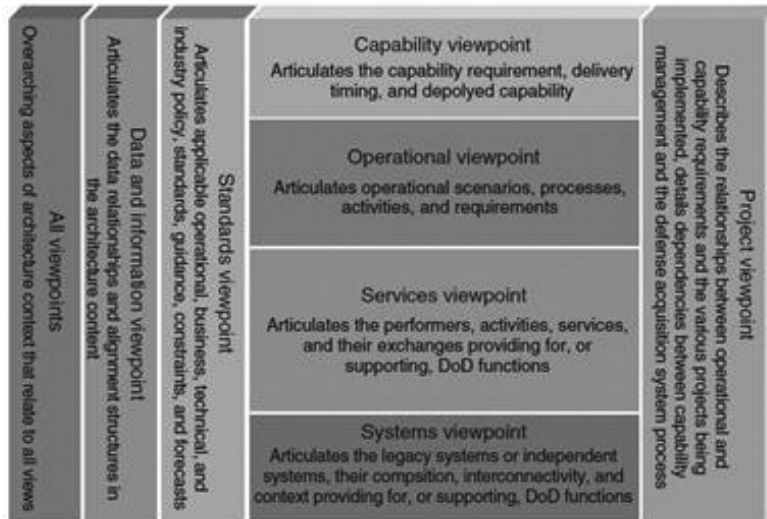 All viewpoints
Overarching aspects of architecture context that relate to all views
Data and information viewpoint
Articulates the data relationships and alignment structures in
the architecture content
Standards viewpoint
Articulates applicable operational, business, technical, and
industry policy, standards, guidance, constraints, and forecasts
Capability viewpoint
Articulates the capability requirement, delivery
timing, and depolyed capability
Operational viewpoint
Articulates operational scenarios, processes,
activities, and requirements
Services viewpoint
Articulates the performers, activities, services,
and their exchanges providing for, or
supporting, DoD functions
Systems viewpoint
Articulates the legacy systems or independent
systems, their compsition, interconnectivity, and
context providing for, or supporting, DoD functions
Project viewpoint
Describes the relationships between operational and
capability requirements and the various projects being
implemented, details dependencies between capability
management and the defense acquisition system process